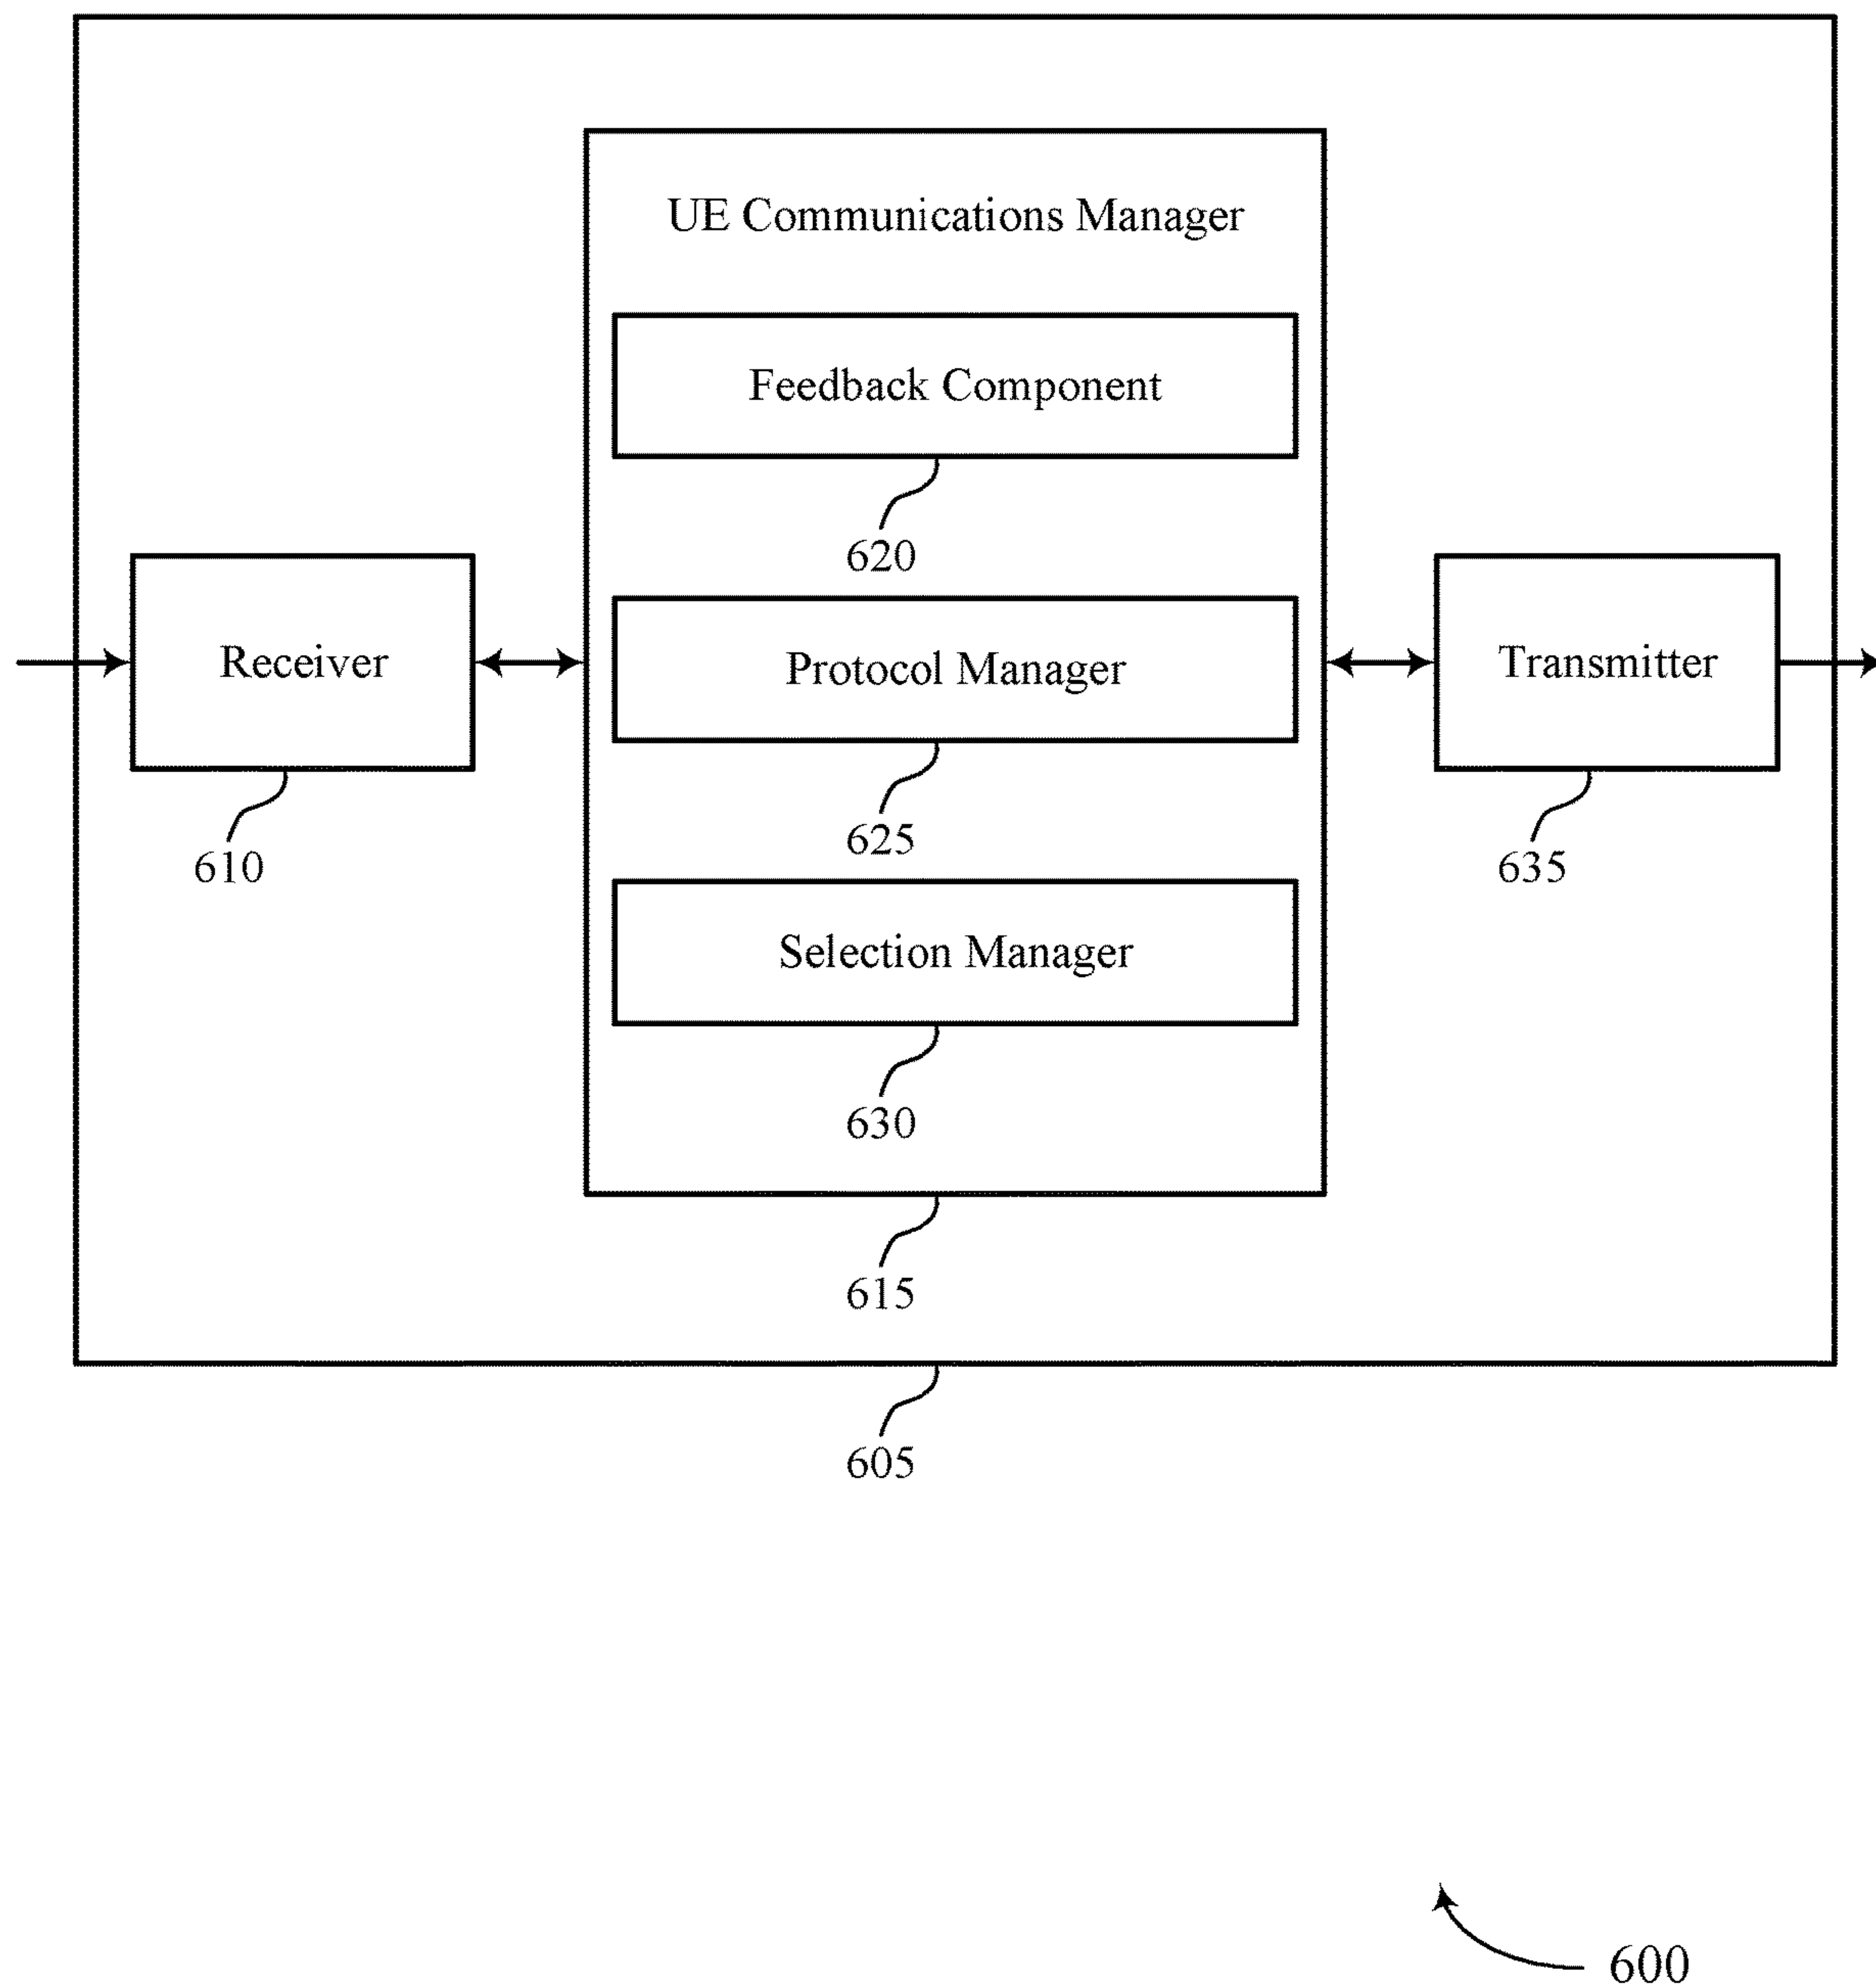 UE Communications Manager
Feedback Component
620
Receiver
Protocol Manager
Transmitter
610
625
635
Selection Manager
630
615
605
600